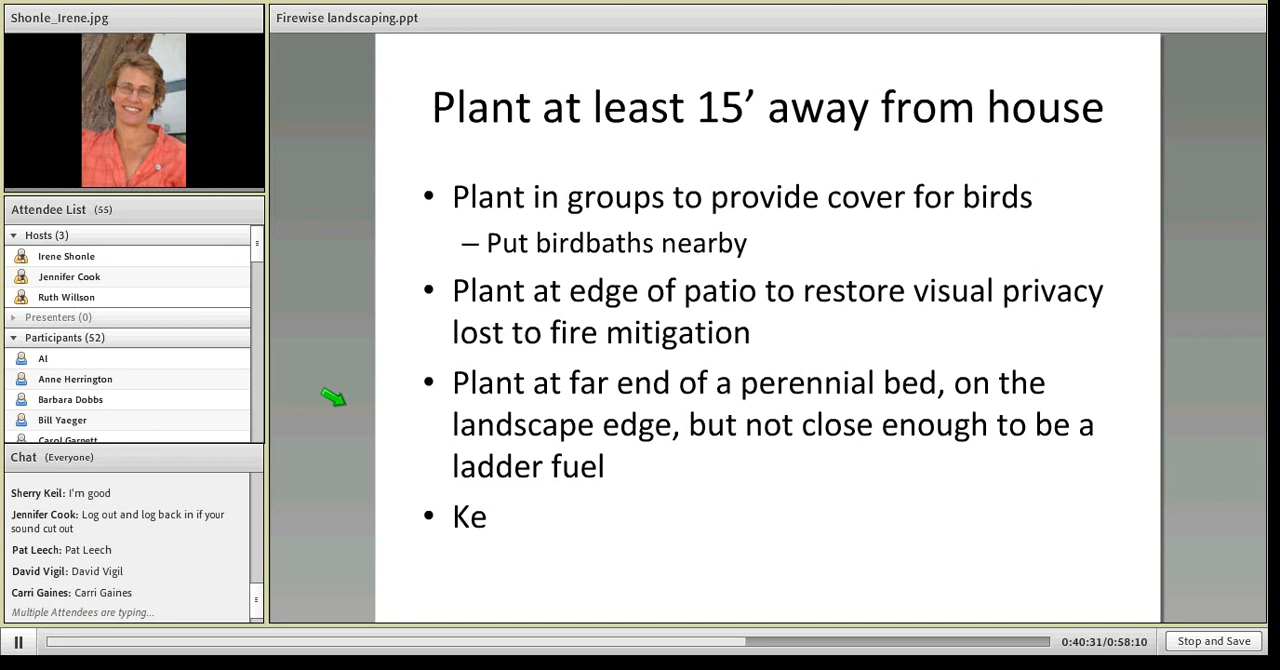 Shonle_Irene.jpg
Firewise landscaping.ppt
Plant at least 15’ away from house
• Plant in groups to provide cover for birds
– Put birdbaths nearby
• Plant at edge of patio to restore visual privacy
lost to fire mitigation
• Plant at far end of a perennial bed, on the
landscape edge, but not close enough to be a
ladder fuel
• Ke
Attendee List (55)
Hosts (3)
Irene Shonle
Jennifer Cook
Ruth Willson
Presenters (0)
Participants (52)
Al
Anne Herrington
Barbara Dobbs
Bill Yaeger
Carol Garnett
Chat (Everyone)
Sherry Keil: I'm good
Jennifer Cook: Log out and log back in if your
sound cut out
Pat Leech: Pat Leech
David Vigil: David Vigil
Carri Gaines: Carri Gaines
Multiple Attendees are typing...
0:40:31/0:58:10
Stop and Save